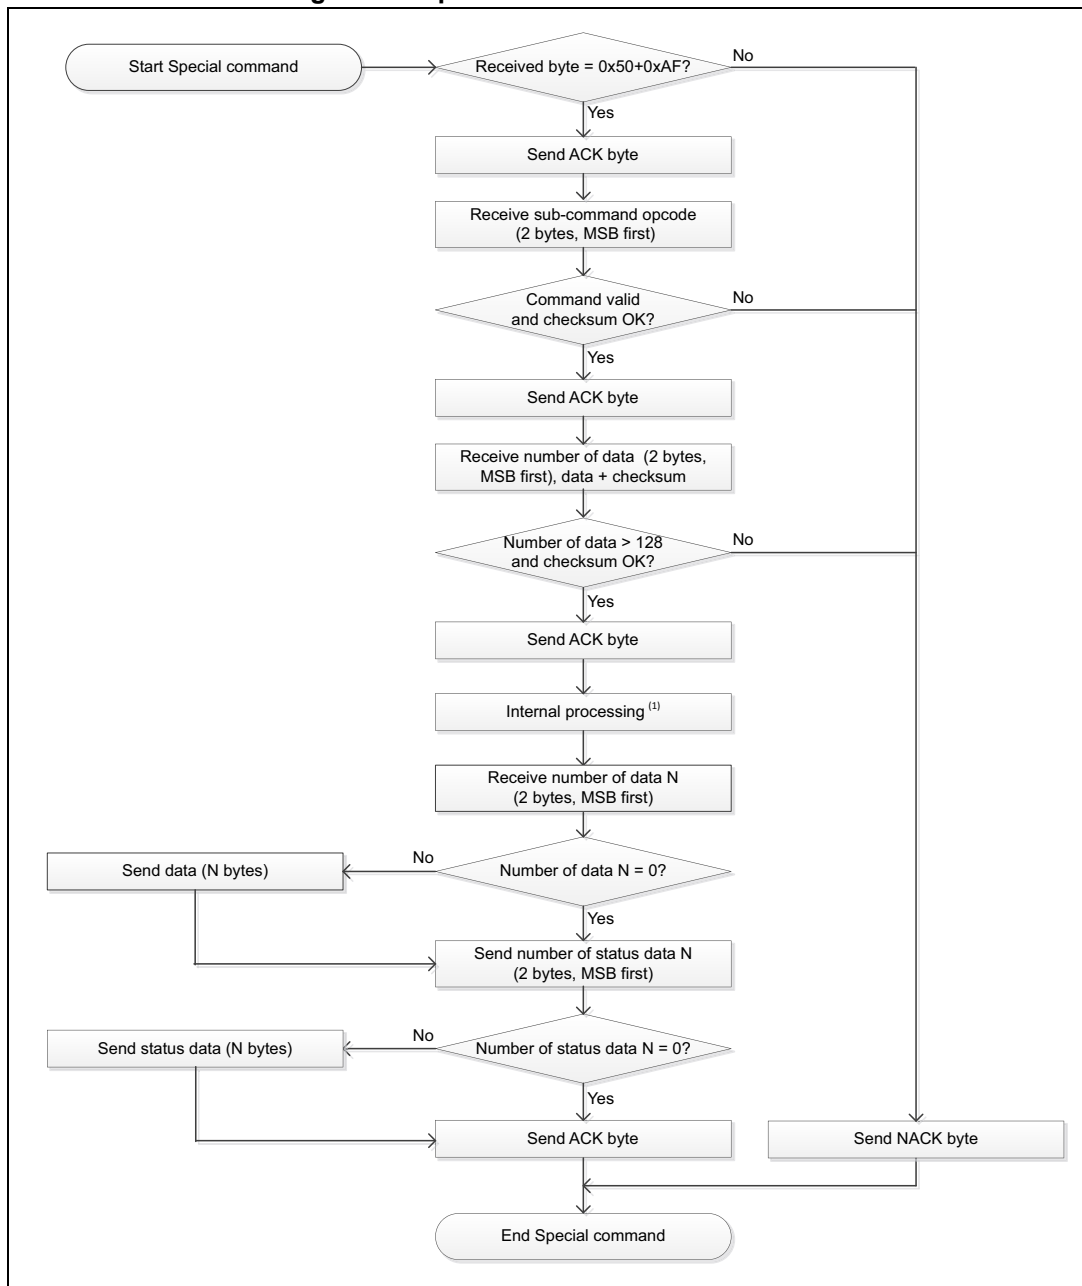 Start Special command
Received byte = 0x50+0xAF?
No
Yes
Send ACK byte
Receive sub-command opcode
(2 bytes, MSB first)
Command valid
and checksum OK?
No
Yes
Send ACK byte
Receive number of data (2 bytes,
MSB first), data + checksum
Number of data > 128
and checksum OK?
No
Yes
Send ACK byte
Internal processing (1)
Receive number of data N
(2 bytes, MSB first)
Number of data N = 0?
No
Send data (N bytes)
Yes
Send number of status data N
(2 bytes, MSB first)
Number of status data N = 0?
No
Send status data (N bytes)
Yes
Send ACK byte
Send NACK byte
End Special command